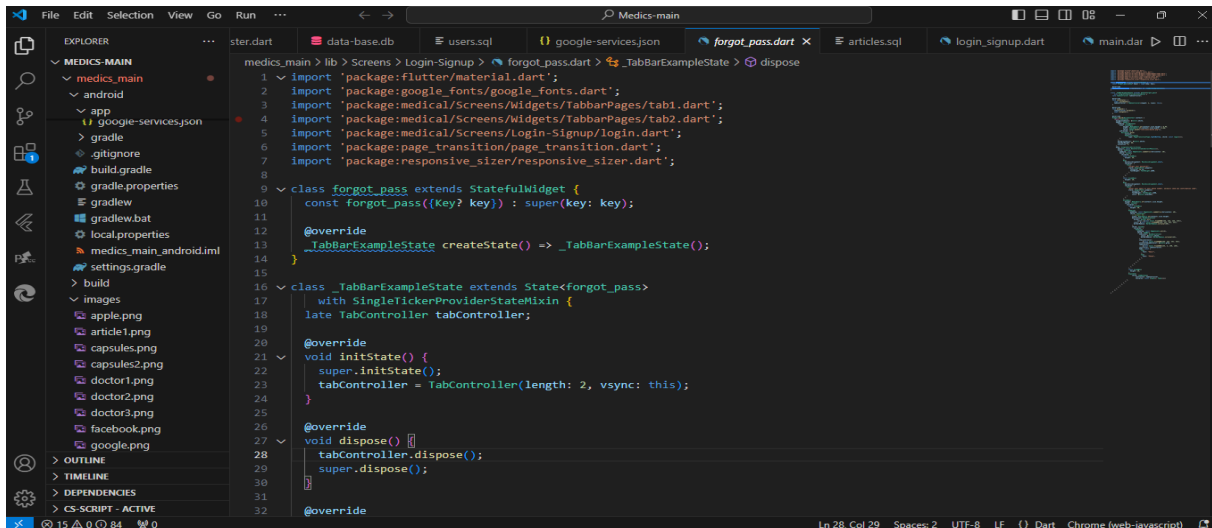 File Edit Selection View Go Run ··· Medics-main
EXPLORER ···
MEDICS-MAIN
medics_main
android
app
google-services.json
gradle
.gitignore
build.gradle
gradle.properties
gradlew
gradlew.bat
local.properties
medics_main_android.iml
settings.gradle
build
images
apple.png
article1.png
capsules.png
capsules2.png
doctor1.png
doctor2.png
doctor3.png
facebook.png
google.png
OUTLINE
TIMELINE
DEPENDENCIES
CS-SCRIPT - ACTIVE
ster.dart data-base.db users.sql {} google-services.json forgot_pass.dart articles.sql login_signup.dart main.dar
medics_main > lib > Screens > Login-Signup > forgot_pass.dart > _TabBarExampleState > dispose
1 import 'package:flutter/material.dart';
2 import 'package:google_fonts/google_fonts.dart';
3 import 'package:medical/Screens/Widgets/TabbarPages/tab1.dart';
4 import 'package:medical/Screens/Widgets/TabbarPages/tab2.dart';
5 import 'package:medical/Screens/Login-Signup/login.dart';
6 import 'package:page_transition/page_transition.dart';
7 import 'package:responsive_sizer/responsive_sizer.dart';
8
9 class forgot_pass extends StatefulWidget {
10 const forgot_pass({Key? key}) : super(key: key);
11
12 @override
13 _TabBarExampleState createState() => _TabBarExampleState();
14 }
15
16 class _TabBarExampleState extends State<forgot_pass>
17 with SingleTickerProviderStateMixin {
18 late TabController tabController;
19
20 @override
21 void initState() {
22 super.initState();
23 tabController = TabController(length: 2, vsync: this);
24 }
25
26 @override
27 void dispose() {
28 tabController.dispose();
29 super.dispose();
30 }
31
32 @override
15 0 84 0 Ln 28, Col 29 Spaces: 2 UTF-8 LF {} Dart Chrome (web-javascript)